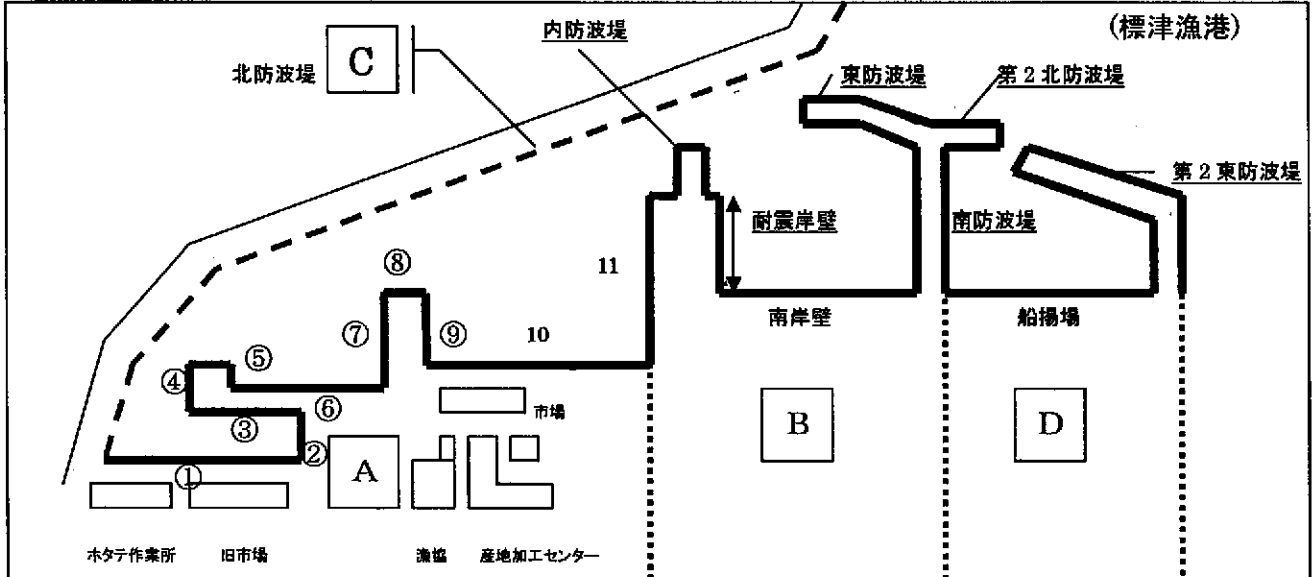 (標津漁港)
内防波堤
北防波堤
C
東防波堤
第2北防波堤
第2東防波堤
耐震岸壁
南防波堤
⑧
11
南岸壁
船揚場
⑦
⑨
10
⑤
④
⑥
③
市場
B
D
②
A
①
ホタテ作業所
旧市場
漁協
産地加工センター